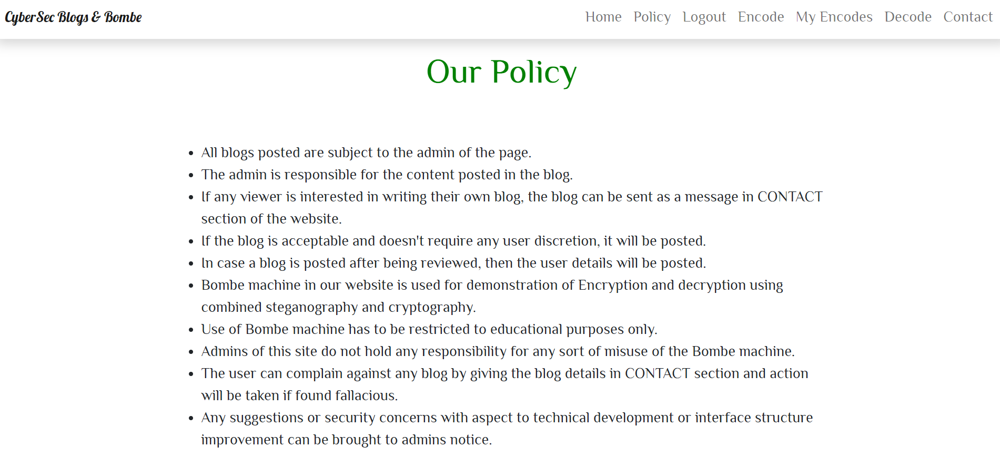 CyberSec Blogs & Bombe
Home Policy Logout Encode My Encodes Decode Contact
Our Policy
• All blogs posted are subject to the admin of the page.
• The admin is responsible for the content posted in the blog.
• If any viewer is interested in writing their own blog, the blog can be sent as a message in CONTACT
section of the website.
• If the blog is acceptable and doesn't require any user discretion, it will be posted.
• In case a blog is posted after being reviewed, then the user details will be posted.
• Bombe machine in our website is used for demonstration of Encryption and decryption using
combined steganography and cryptography.
• Use of Bombe machine has to be restricted to educational purposes only.
• Admins of this site do not hold any responsibility for any sort of misuse of the Bombe machine.
• The user can complain against any blog by giving the blog details in CONTACT section and action
will be taken if found fallacious.
• Any suggestions or security concerns with aspect to technical development or interface structure
improvement can be brought to admins notice.